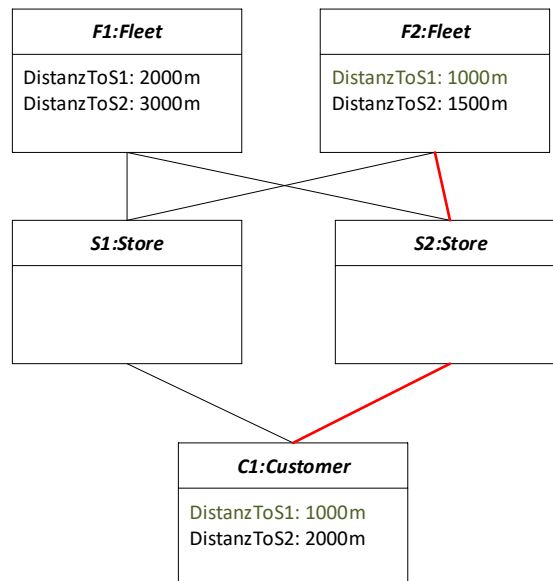 F1:Fleet
DistanzToS1: 2000m
DistanzToS2: 3000m
F2:Fleet
DistanzToS1: 1000m
DistanzToS2: 1500m
S1:Store
S2:Store
C1:Customer
DistanzToS1: 1000m
DistanzToS2: 2000m